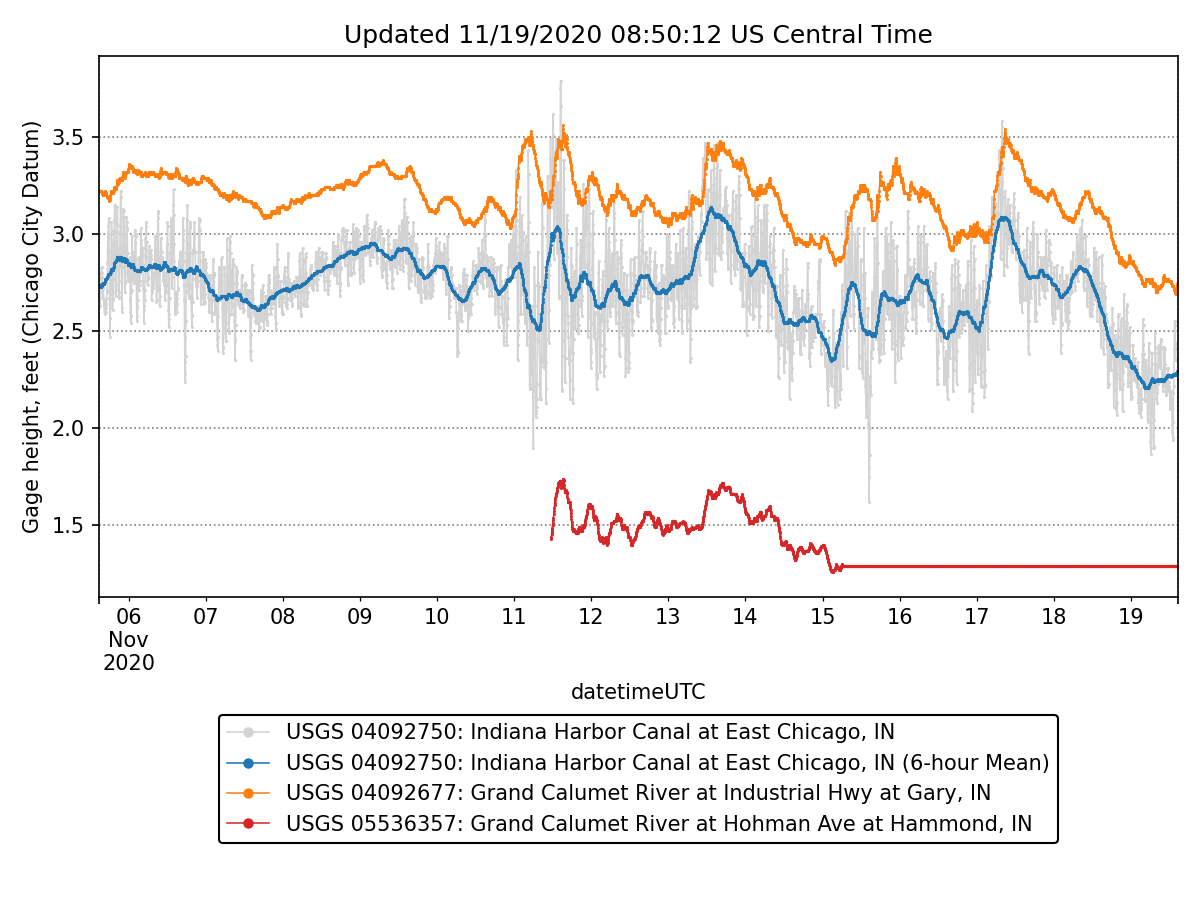 Updated 11/19/2020 08:50:12 US Central Time
Gage height, feet (Chicago City Datum)
3.5
3.0
2.5
2.0
1.5
06 07 08 09 10 11 12 13 14 15 16 17 18 19
Nov
2020
datetimeUTC
USGS 04092750: Indiana Harbor Canal at East Chicago, IN
USGS 04092750: Indiana Harbor Canal at East Chicago, IN (6-hour Mean)
USGS 04092677: Grand Calumet River at Industrial Hwy at Gary, IN
USGS 05536357: Grand Calumet River at Hohman Ave at Hammond, IN